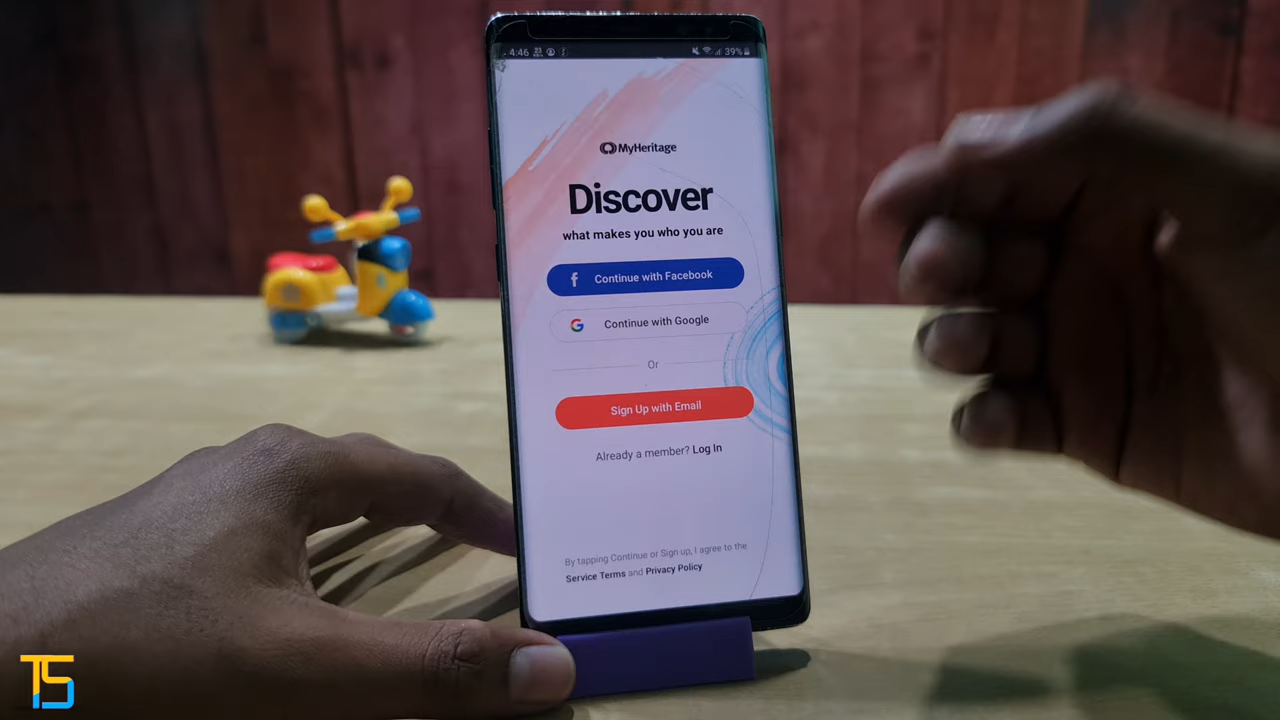 4:46 39%
MyHeritage
Discover
what makes you who you are
Continue with Facebook
Continue with Google
Or
Sign Up with Email
Already a member? Log In
By tapping Continue or Sign up, I agree to the
Service Terms and Privacy Policy
TS